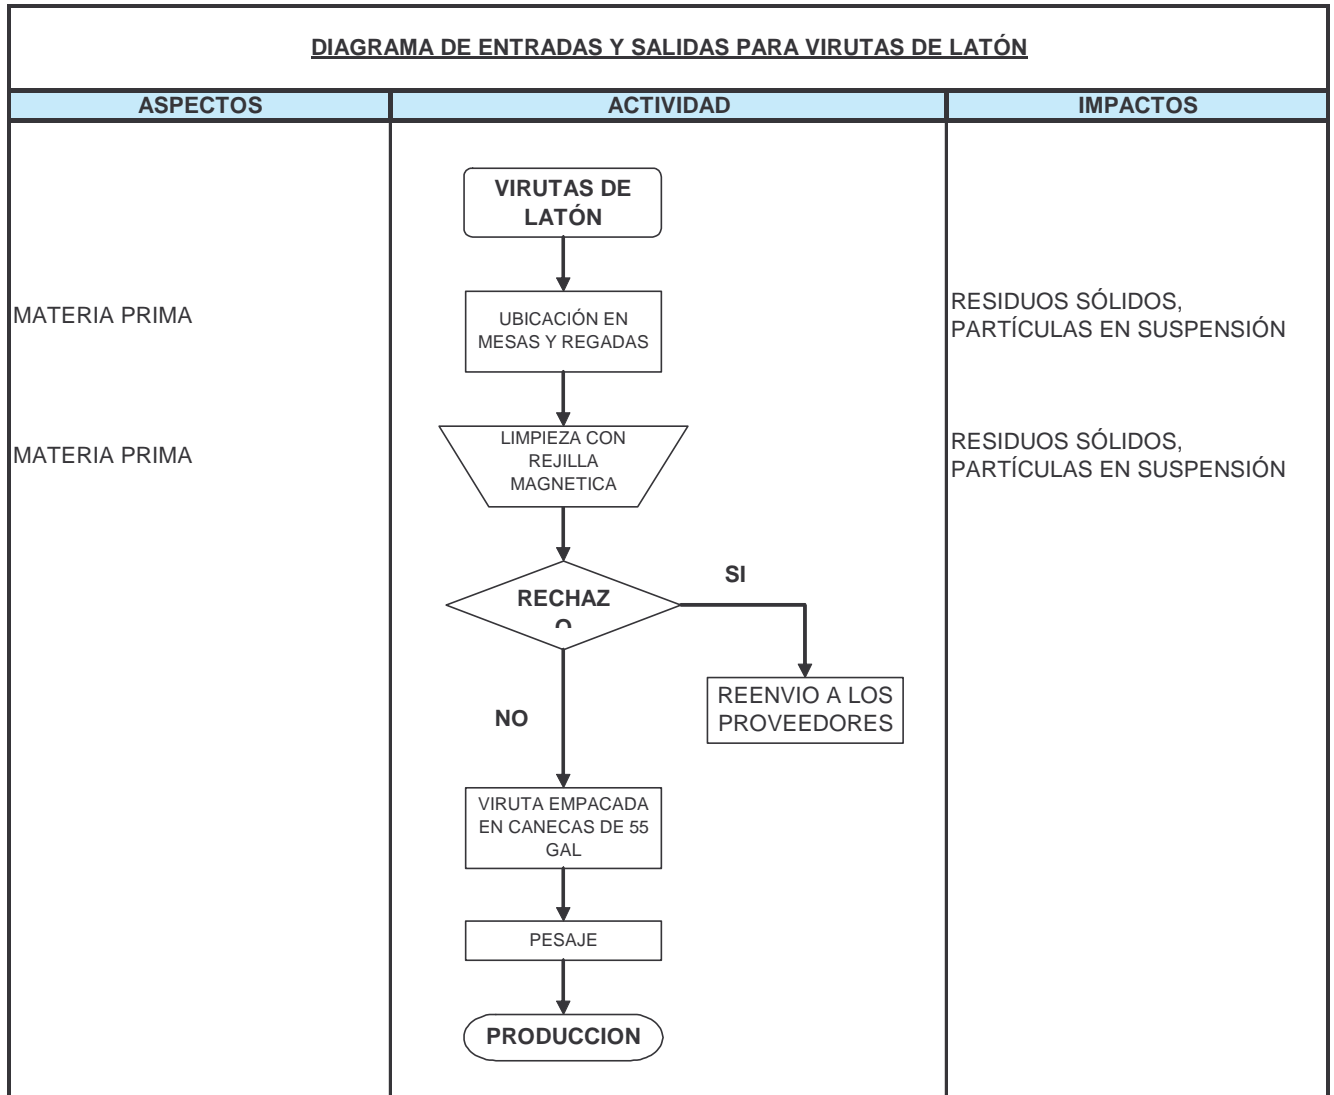 DIAGRAMA DE ENTRADAS Y SALIDAS PARA VIRUTAS DE LATÓN
ASPECTOS
ACTIVIDAD
IMPACTOS
VIRUTAS DE
LATÓN
MATERIA PRIMA
UBICACIÓN EN
MESAS Y REGADAS
RESIDUOS SÓLIDOS,
PARTÍCULAS EN SUSPENSIÓN
MATERIA PRIMA
LIMPIEZA CON
REJILLA
MAGNETICA
RESIDUOS SÓLIDOS,
PARTÍCULAS EN SUSPENSIÓN
RECHAZ
O
SI
REENVIO A LOS
PROVEEDORES
NO
VIRUTA EMPACADA
EN CANECAS DE 55
GAL
PESAJE
PRODUCCION